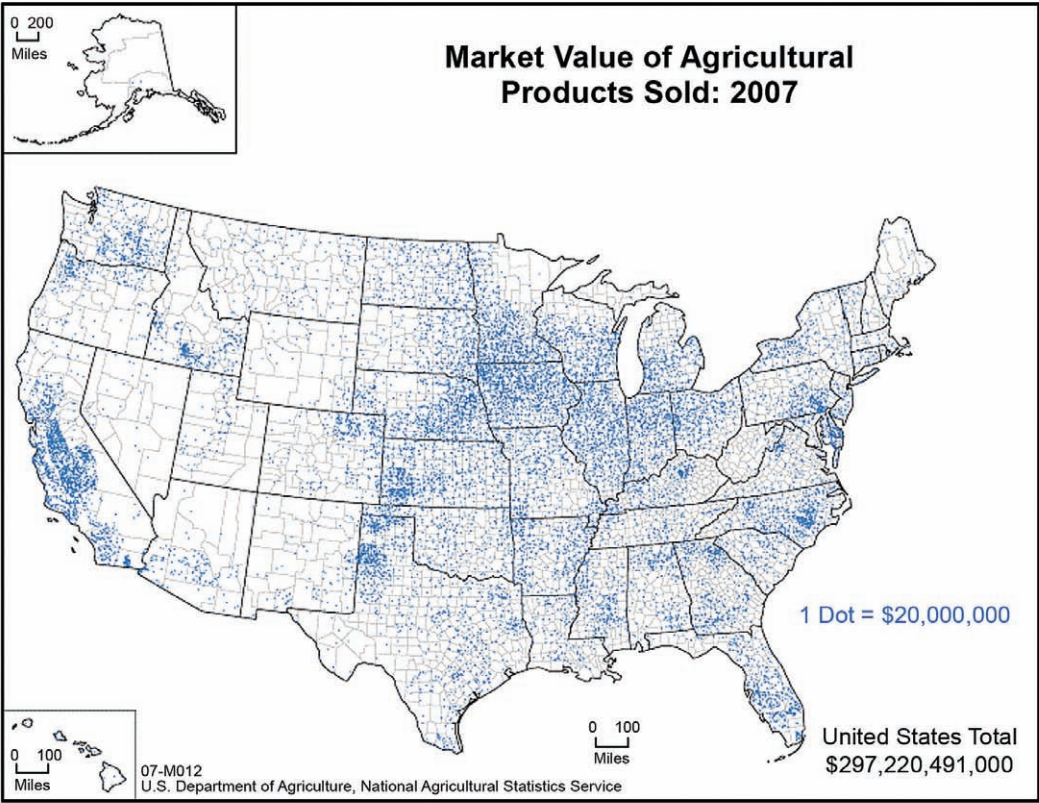 0 200
Miles
Market Value of Agricultural
Products Sold: 2007
1 Dot = $20,000,000
0 100
Miles
United States Total
$297,220,491,000
0 100
Miles
07-M012
U.S. Department of Agriculture, National Agricultural Statistics Service